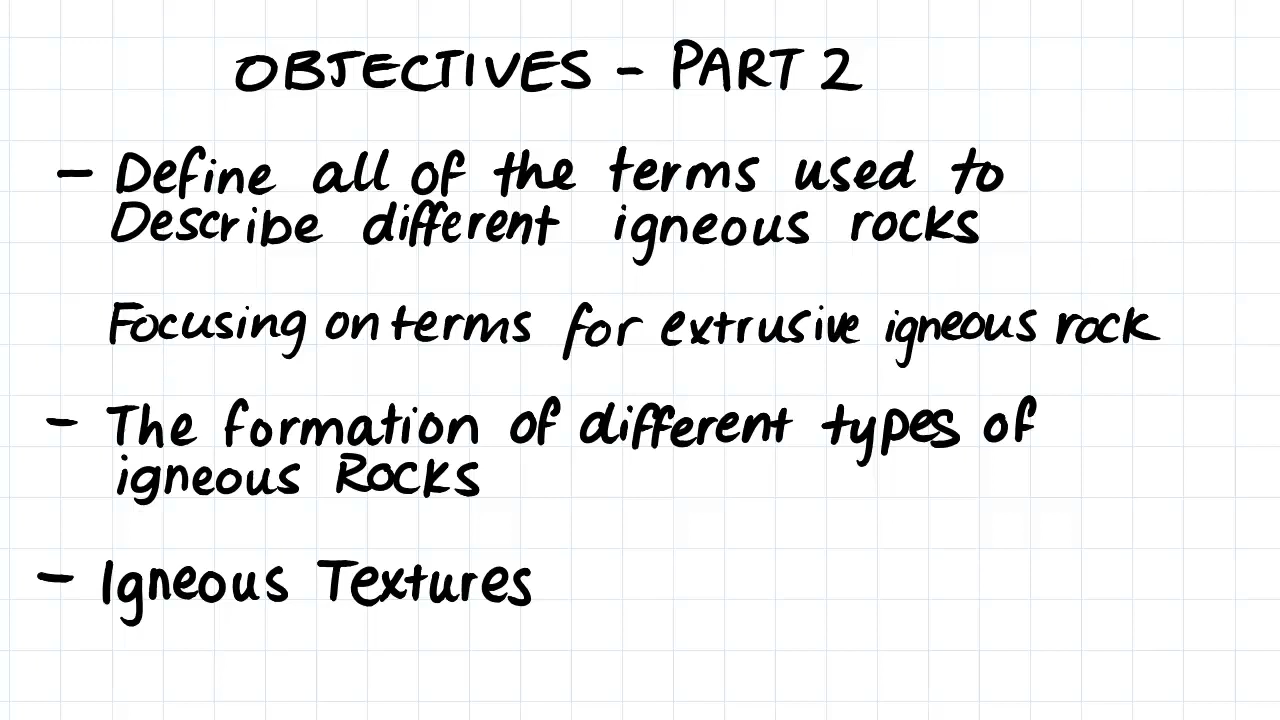 OBJECTIVES - PART 2
- Define all of the terms used to
Describe different igneous rocks
Focusing on terms for extrusive igneous rock
- The formation of different types of
igneous Rocks
- Igneous Textures